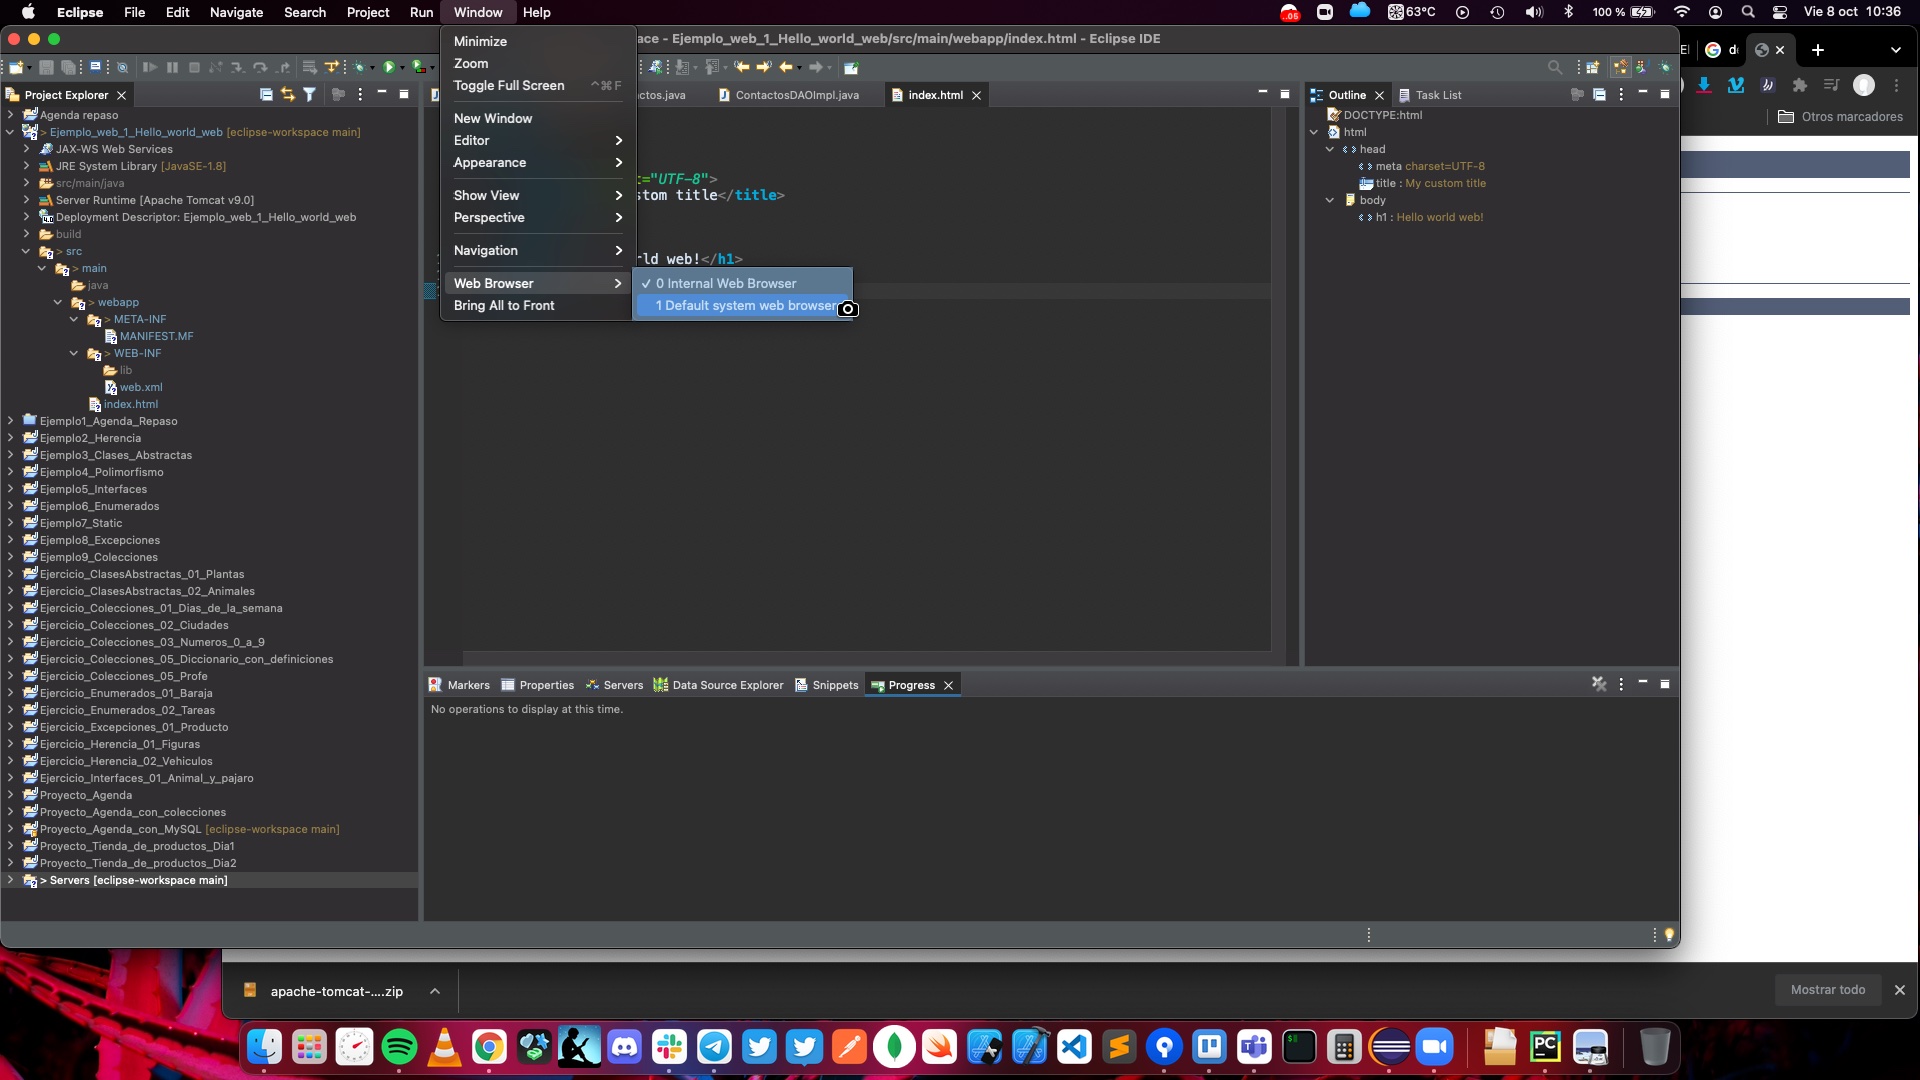 Eclipse File Edit Navigate Search Project Run Window Help
.05 63°C 100 % Vie 8 oct 10:36
ace - Ejemplo_web_1_Hello_world_web/src/main/webapp/index.html - Eclipse IDE
Minimize
Zoom
Toggle Full Screen ^⌘F
New Window
Editor
Appearance
Show View
Perspective
Navigation
Web Browser
Bring All to Front
✓ 0 Internal Web Browser
1 Default system web browser
Project Explorer
Agenda repaso
> Ejemplo_web_1_Hello_world_web [eclipse-workspace main]
JAX-WS Web Services
JRE System Library [JavaSE-1.8]
src/main/java
Server Runtime [Apache Tomcat v9.0]
Deployment Descriptor: Ejemplo_web_1_Hello_world_web
build
> src
> main
java
> webapp
> META-INF
MANIFEST.MF
> WEB-INF
lib
web.xml
index.html
Ejemplo1_Agenda_Repaso
Ejemplo2_Herencia
Ejemplo3_Clases_Abstractas
Ejemplo4_Polimorfismo
Ejemplo5_Interfaces
Ejemplo6_Enumerados
Ejemplo7_Static
Ejemplo8_Excepciones
Ejemplo9_Colecciones
Ejercicio_ClasesAbstractas_01_Plantas
Ejercicio_ClasesAbstractas_02_Animales
Ejercicio_Colecciones_01_Dias_de_la_semana
Ejercicio_Colecciones_02_Ciudades
Ejercicio_Colecciones_03_Numeros_0_a_9
Ejercicio_Colecciones_05_Diccionario_con_definiciones
Ejercicio_Colecciones_05_Profe
Ejercicio_Enumerados_01_Baraja
Ejercicio_Enumerados_02_Tareas
Ejercicio_Excepciones_01_Producto
Ejercicio_Herencia_01_Figuras
Ejercicio_Herencia_02_Vehiculos
Ejercicio_Interfaces_01_Animal_y_pajaro
Proyecto_Agenda
Proyecto_Agenda_con_colecciones
Proyecto_Agenda_con_MySQL [eclipse-workspace main]
Proyecto_Tienda_de_productos_Dia1
Proyecto_Tienda_de_productos_Dia2
> Servers [eclipse-workspace main]
ctos.java ContactosDAOImpl.java index.html
="UTF-8">
stom title</title>
rld web!</h1>
Outline Task List
DOCTYPE:html
html
head
meta charset=UTF-8
title : My custom title
body
h1 : Hello world web!
Markers Properties Servers Data Source Explorer Snippets Progress
No operations to display at this time.
Otros marcadores
apache-tomcat-....zip
Mostrar todo
PC